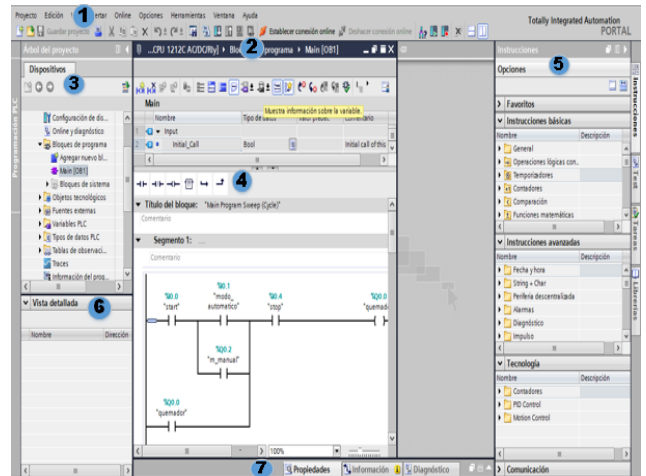 Proyecto Edición ertar Online Opciones Herramientas Ventana Ayuda
1
Totally Integrated Automation
PORTAL
Guardar proyecto
Establecer conexión online
Deshacer conexión online
Árbol del proyecto
...CPU 1212C AC/DC/Rly] Blo programa Main [OB1]
2
Instrucciones
Dispositivos
3
Opciones
5
Programación PLC
Configuración de dis...
Online y diagnóstico
Bloques de programa
Agregar nuevo bl...
Main [OB1]
Bloques de sistema
Objetos tecnológicos
Fuentes externas
Variables PLC
Tipos de datos PLC
Tablas de observaci...
Traces
Información del prog...
Vista detallada
6
Nombre Dirección
Main
Muestra información sobre la variable.
Nombre Tipo de datos Valor predet. Comentario
1 Input
2 Initial_Call Bool Initial call of this
4
Título del bloque: "Main Program Sweep (Cycle)"
Comentario
Segmento 1: ....
Comentario
%I0.0
"start"
%I0.1
"modo_
automatico"
%I0.4
"stop"
%Q0.0
"quemad
"m_manual"
%Q0.0
"quemador"
100%
7
Propiedades
Información
Diagnóstico
Favoritos
Instrucciones básicas
Nombre Descripción
General
Operaciones lógicas con..
Temporizadores
Contadores
Comparación
Funciones matemáticas
Instrucciones avanzadas
Nombre Descripción
Fecha y hora
String + Char
Periferia descentralizada
Alarmas
Diagnóstico
Impulso
Tecnología
Nombre Descripción
Contadores
PID Control
Motion Control
Comunicación
Instrucciones
Test
Tareas
Librerías